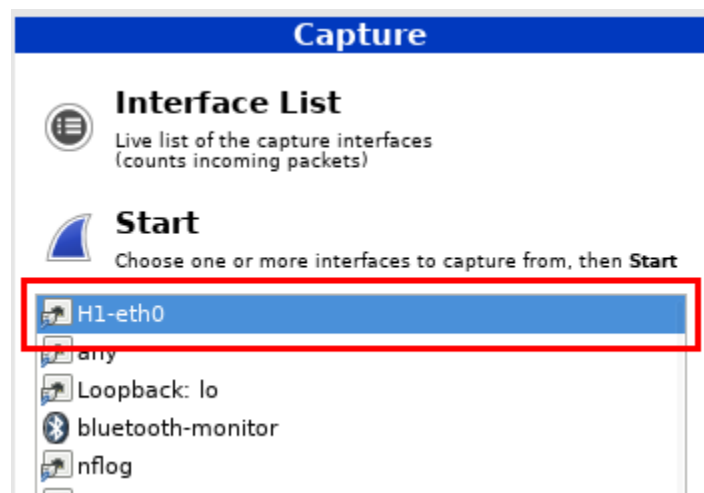 Capture
Interface List
Live list of the capture interfaces
(counts incoming packets)
Start
Choose one or more interfaces to capture from, then Start
H1-eth0
any
Loopback: lo
bluetooth-monitor
nflog